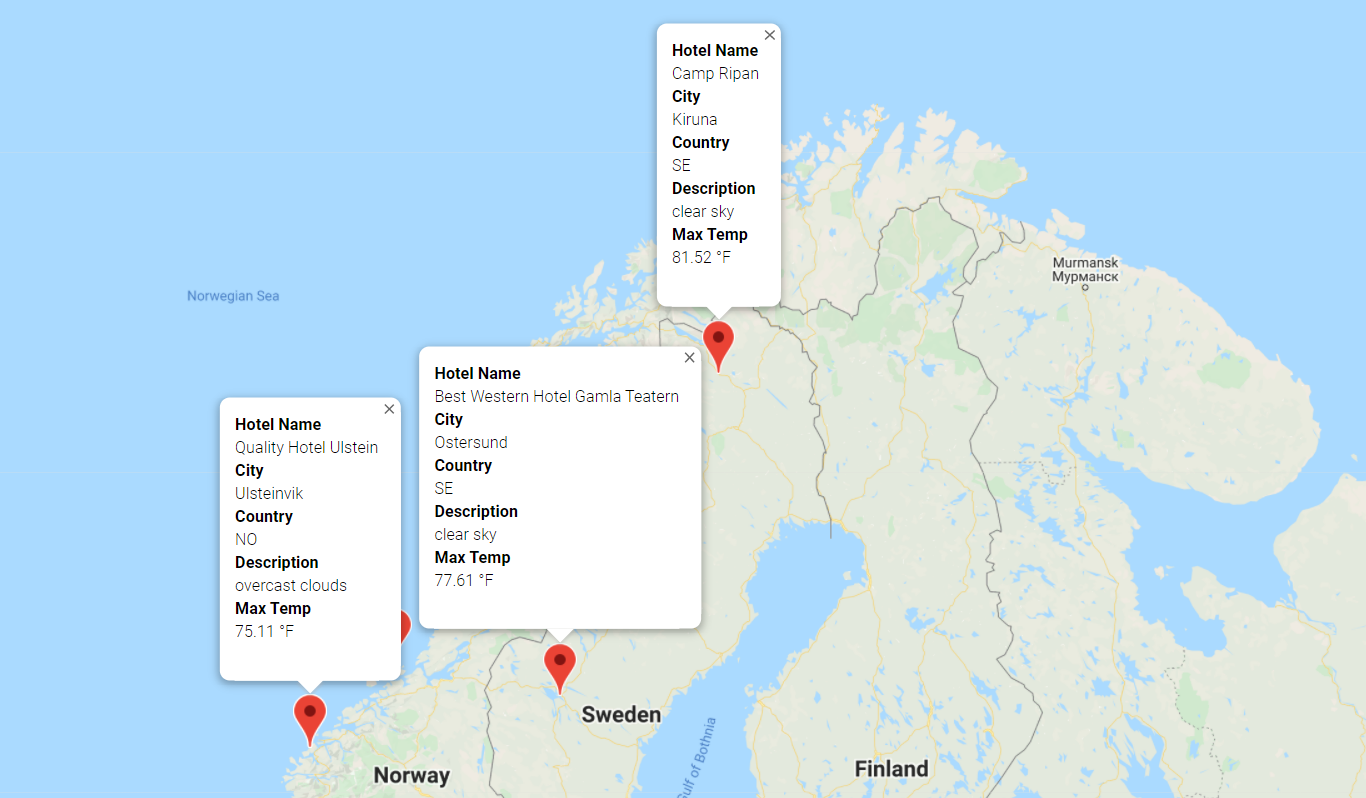 Hotel Name
Camp Ripan
City
Kiruna
Country
SE
Description
clear sky
Max Temp
81.52 °F
Murmansk
Мурманск
Norwegian Sea
Hotel Name
Best Western Hotel Gamla Teatern
City
Ostersund
Country
SE
Description
clear sky
Max Temp
77.61 °F
Hotel Name
Quality Hotel Ulstein
City
Ulsteinvik
Country
NO
Description
overcast clouds
Max Temp
75.11 °F
Sweden
Gulf of Bothnia
Finland
Norway